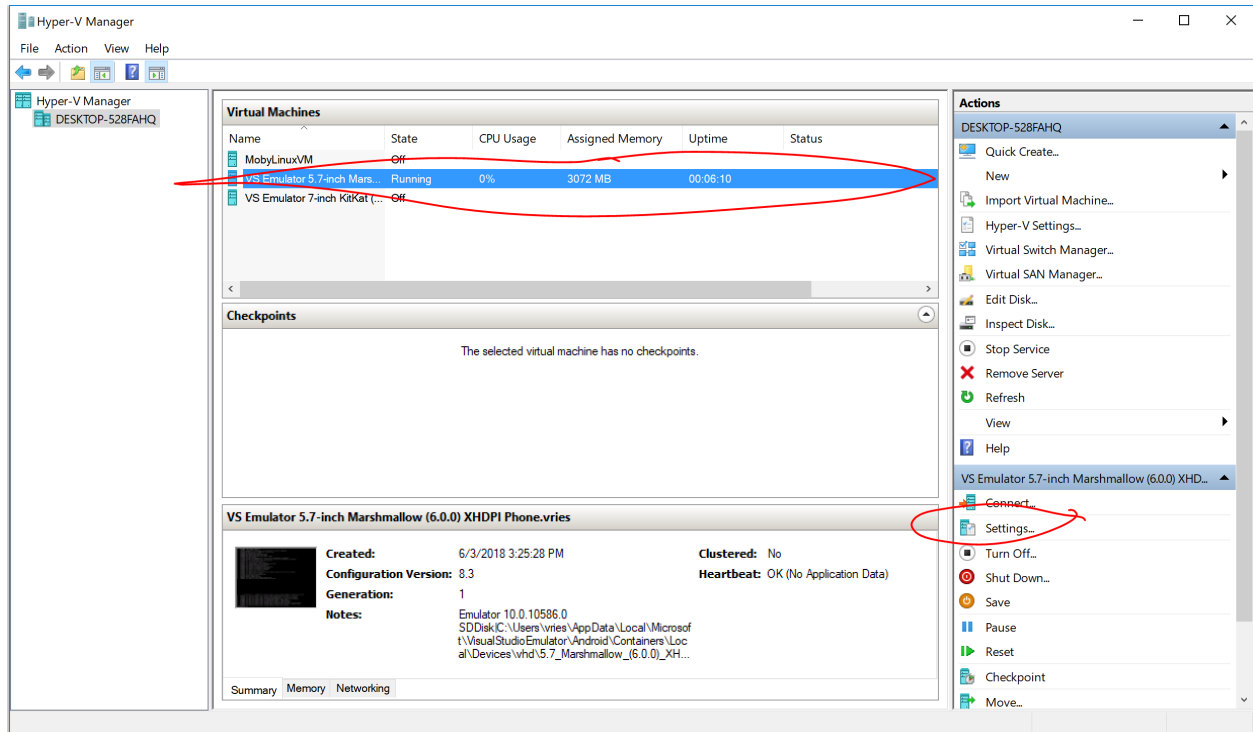 Hyper-V Manager
File Action View Help
Hyper-V Manager
DESKTOP-528FAHQ
Virtual Machines
Name State CPU Usage Assigned Memory Uptime Status
MobyLinuxVM Off
VS Emulator 5.7-inch Mars... Running 0% 3072 MB 00:06:10
VS Emulator 7-inch KitKat (... Off
Checkpoints
The selected virtual machine has no checkpoints.
VS Emulator 5.7-inch Marshmallow (6.0.0) XHDPI Phone.vries
Created: 6/3/2018 3:25:28 PM Clustered: No
Configuration Version: 8.3 Heartbeat: OK (No Application Data)
Generation: 1
Notes: Emulator 10.0.10586.0
SDDisk|C:\Users\vries\AppData\Local\Microsof
t\VisualStudioEmulator\Android\Containers\Loc
al\Devices\vhd\5.7_Marshmallow_(6.0.0)_XH...
Summary Memory Networking
Actions
DESKTOP-528FAHQ
Quick Create...
New
Import Virtual Machine...
Hyper-V Settings...
Virtual Switch Manager...
Virtual SAN Manager...
Edit Disk...
Inspect Disk...
Stop Service
Remove Server
Refresh
View
Help
VS Emulator 5.7-inch Marshmallow (6.0.0) XHD...
Connect...
Settings...
Turn Off...
Shut Down...
Save
Pause
Reset
Checkpoint
Move...